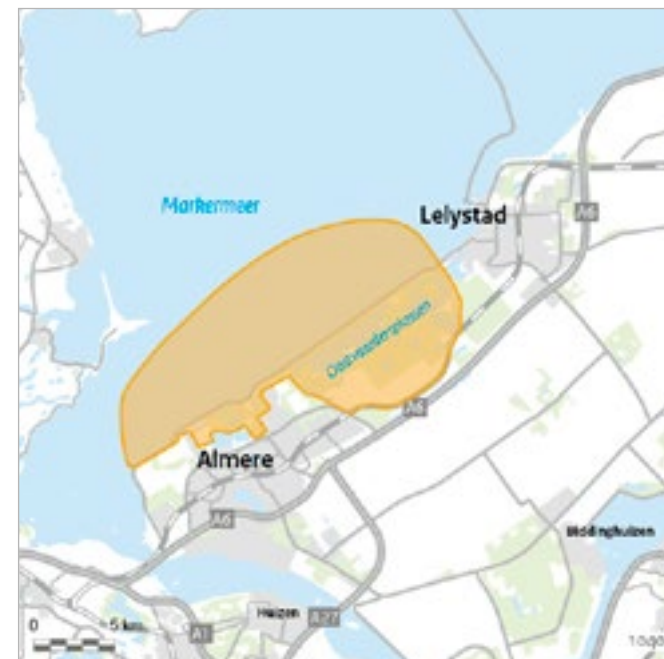 Markermeer
Lelystad
A6
Oostvaardersplassen
A6
Almere
A6
Biddinghuizen
Huizen
A27
A1
0
5 km